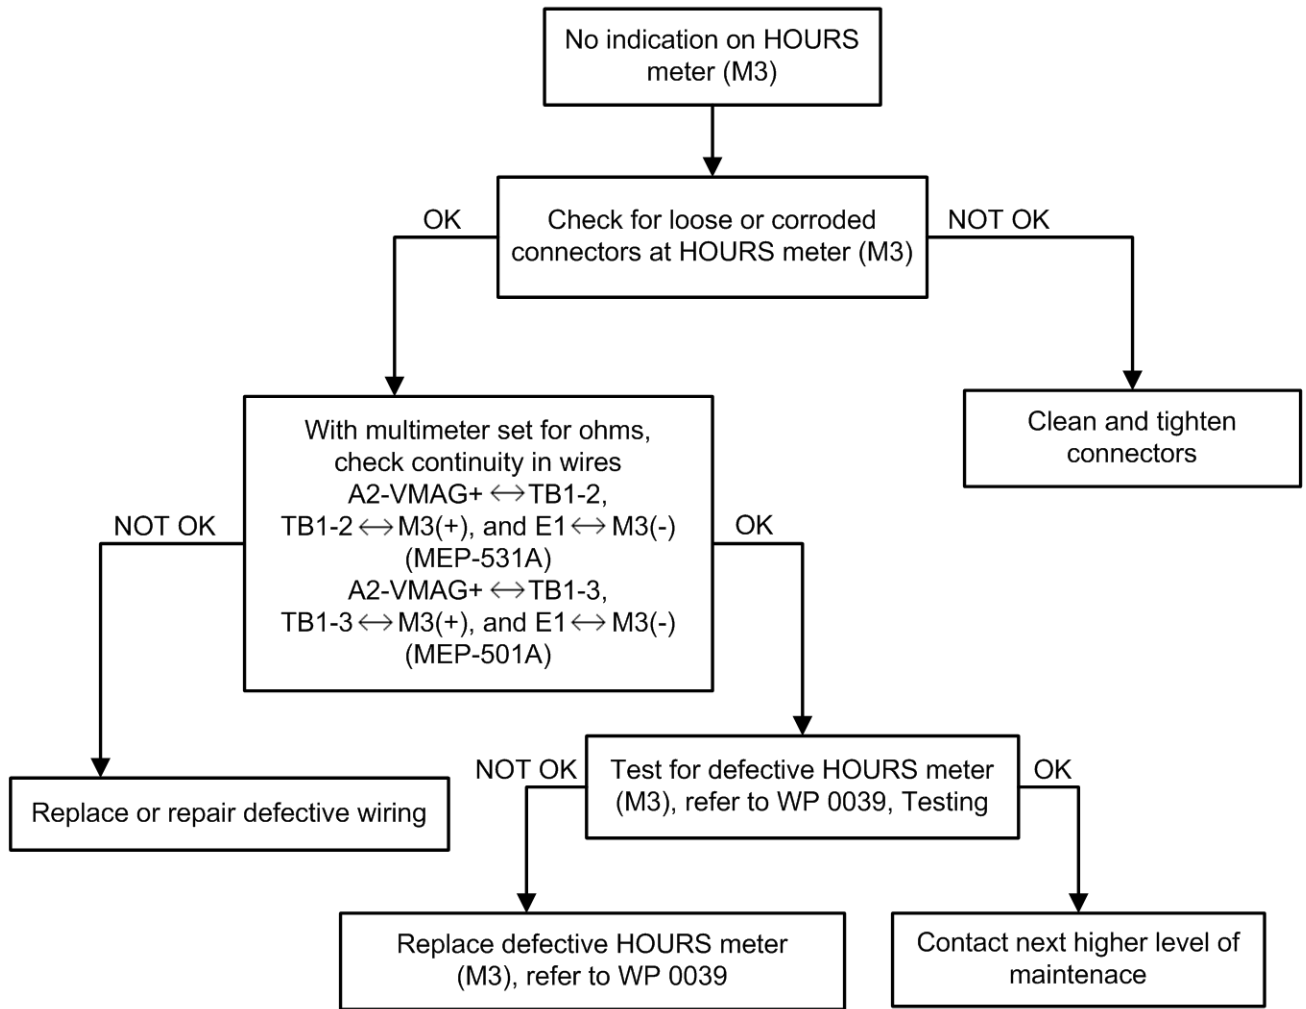 No indication on HOURS
meter (M3)
OK
Check for loose or corroded
connectors at HOURS meter (M3)
NOT OK
With multimeter set for ohms,
check continuity in wires
A2-VMAG+ ↔ TB1-2,
TB1-2 ↔ M3(+), and E1 ↔ M3(-)
(MEP-531A)
A2-VMAG+ ↔ TB1-3,
TB1-3 ↔ M3(+), and E1 ↔ M3(-)
(MEP-501A)
Clean and tighten
connectors
NOT OK
OK
Replace or repair defective wiring
NOT OK
Test for defective HOURS meter
(M3), refer to WP 0039, Testing
OK
Replace defective HOURS meter
(M3), refer to WP 0039
Contact next higher level of
maintenace